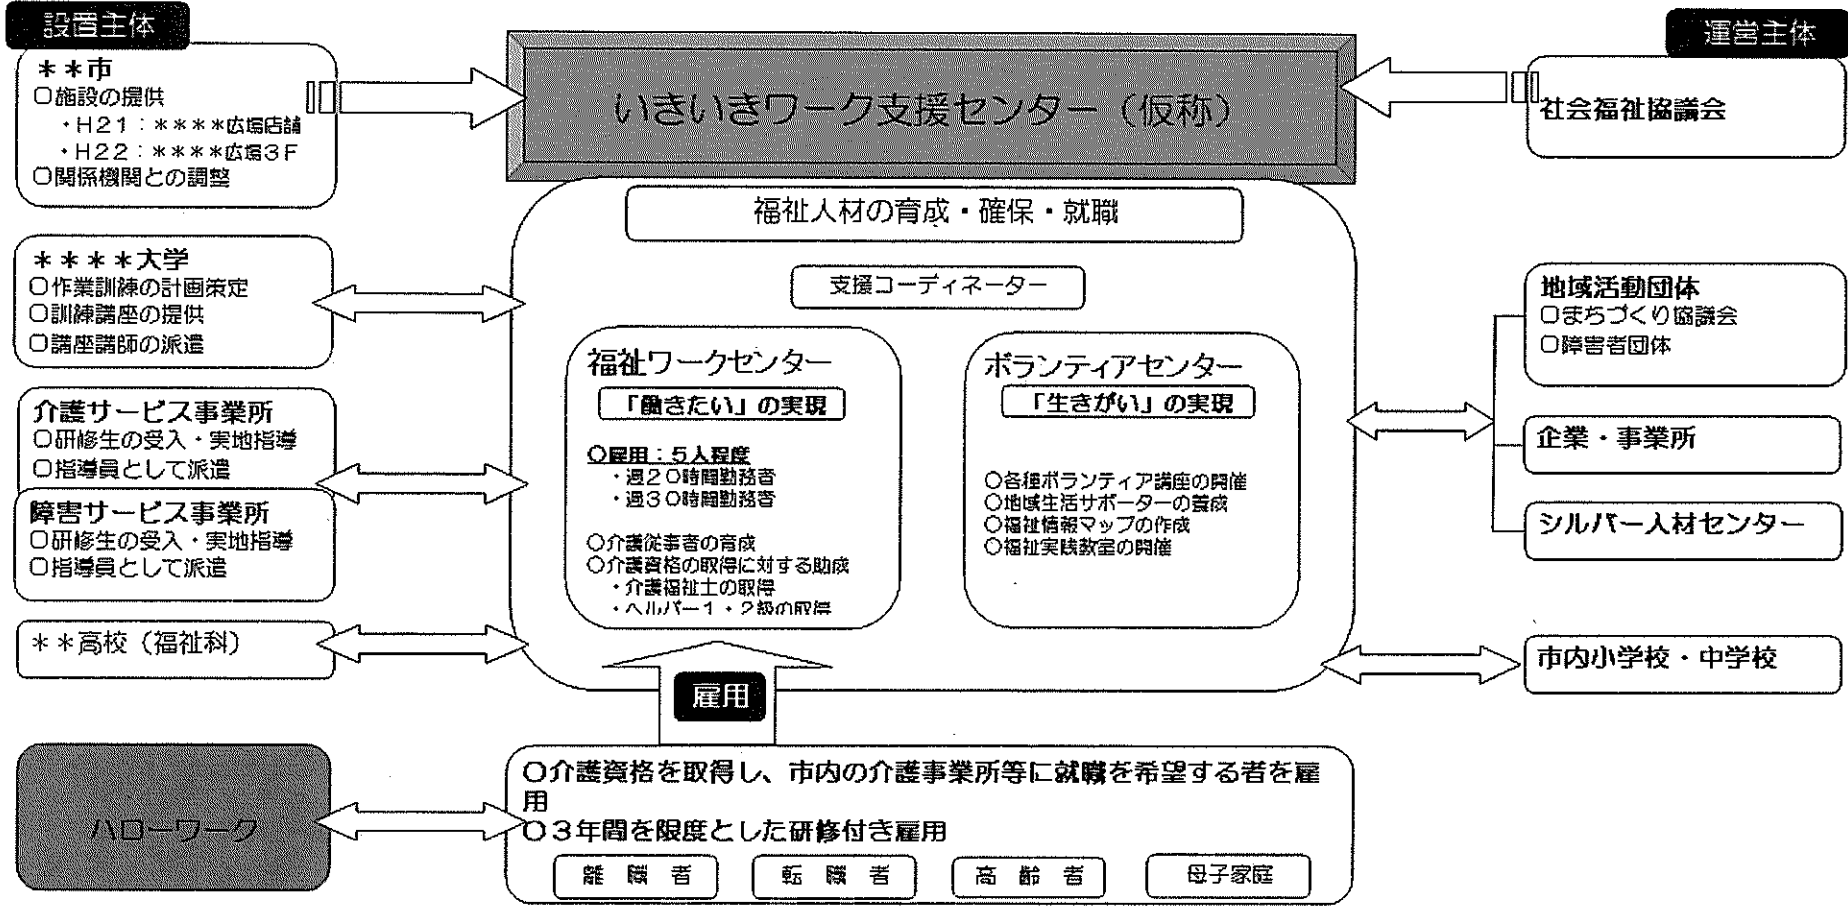 設置主体
＊＊市
○施設の提供
・H21：＊＊＊＊広場店舗
・H22：＊＊＊＊広場3F
○関係機関との調整
＊＊＊＊大学
○作業訓練の計画策定
○訓練講座の提供
○講座講師の派遣
介護サービス事業所
○研修生の受入・実地指導
○指導員として派遣
障害サービス事業所
○研修生の受入・実地指導
○指導員として派遣
＊＊高校（福祉科）
ハローワーク
いきいきワーク支援センター（仮称）
福祉人材の育成・確保・就職
支援コーディネーター
福祉ワークセンター
「働きたい」の実現
○雇用：5人程度
・週20時間勤務者
・週30時間勤務者
○介護従事者の育成
○介護資格の取得に対する助成
・介護福祉士の取得
・ヘルパー1・2級の取得
ボランティアセンター
「生きがい」の実現
○各種ボランティア講座の開催
○地域生活サポーターの養成
○福祉情報マップの作成
○福祉実践教室の開催
雇用
○介護資格を取得し、市内の介護事業所等に就職を希望する者を雇
用
○3年間を限度とした研修付き雇用
離職者
転職者
高齢者
母子家庭
運営主体
社会福祉協議会
地域活動団体
○まちづくり協議会
○障害者団体
企業・事業所
シルバー人材センター
市内小学校・中学校